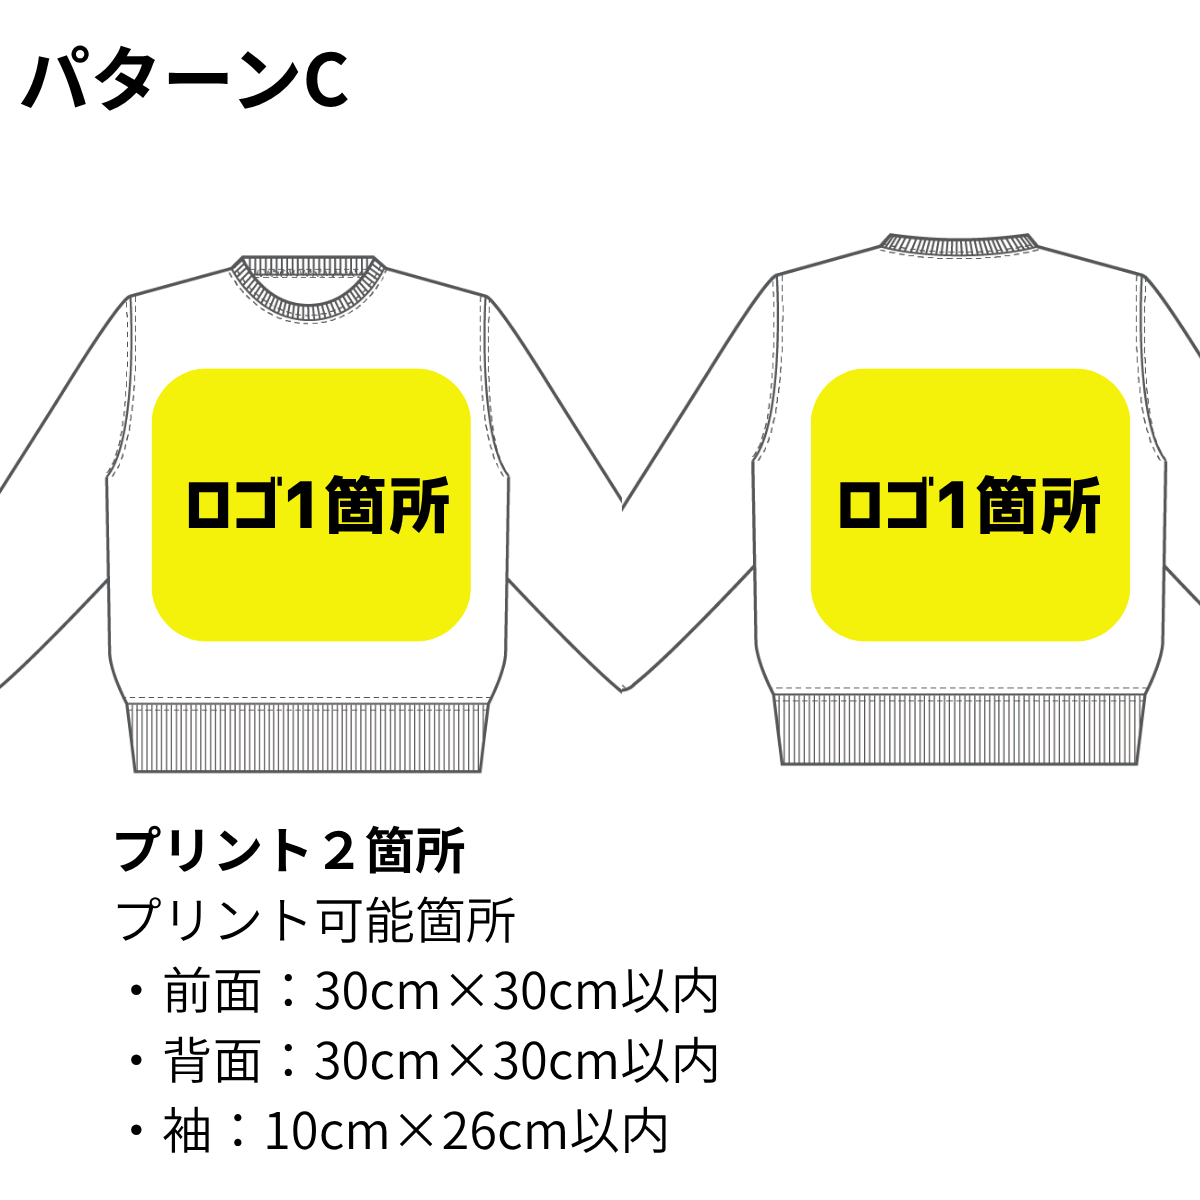 パターンC
ロゴ1箇所
ロゴ1箇所
プリント２箇所
プリント可能箇所
・前面：30cm×30cm以内
・背面：30cm×30cm以内
・袖：10cm×26cm以内